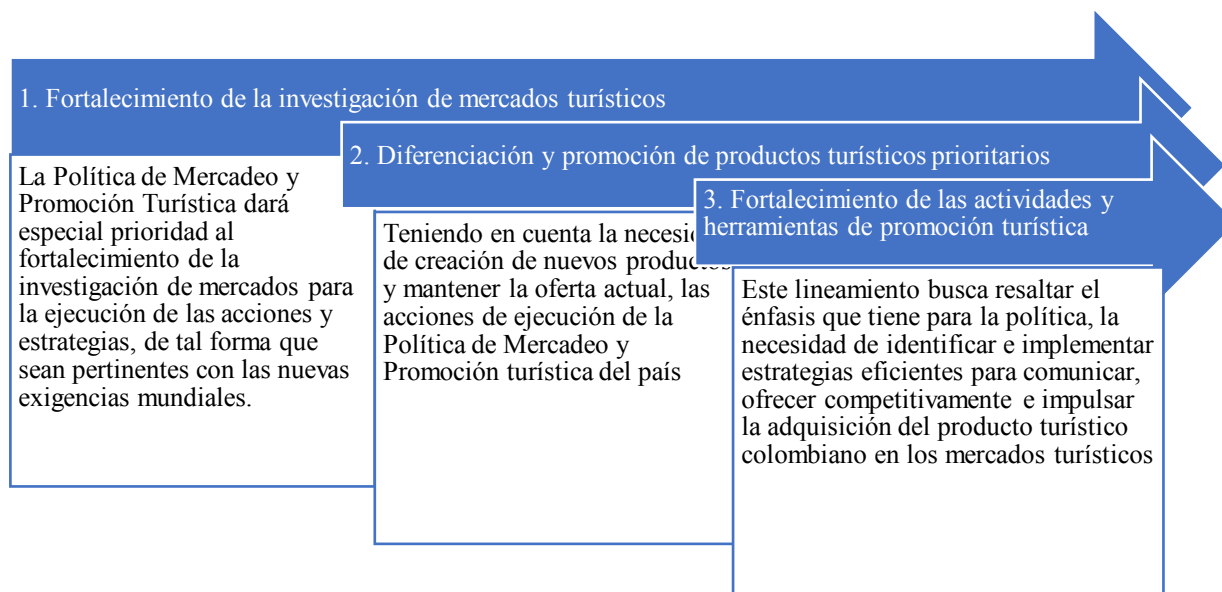 1. Fortalecimiento de la investigación de mercados turísticos
La Política de Mercadeo y
Promoción Turística dará
especial prioridad al
fortalecimiento de la
investigación de mercados para
la ejecución de las acciones y
estrategias, de tal forma que
sean pertinentes con las nuevas
exigencias mundiales.
2. Diferenciación y promoción de productos turísticos prioritarios
Teniendo en cuenta la necesidad
de creación de nuevos productos
y mantener la oferta actual, las
acciones de ejecución de la
Política de Mercadeo y
Promoción turística del país
3. Fortalecimiento de las actividades y
herramientas de promoción turística
Este lineamiento busca resaltar el
énfasis que tiene para la política, la
necesidad de identificar e implementar
estrategias eficientes para comunicar,
ofrecer competitivamente e impulsar
la adquisición del producto turístico
colombiano en los mercados turísticos